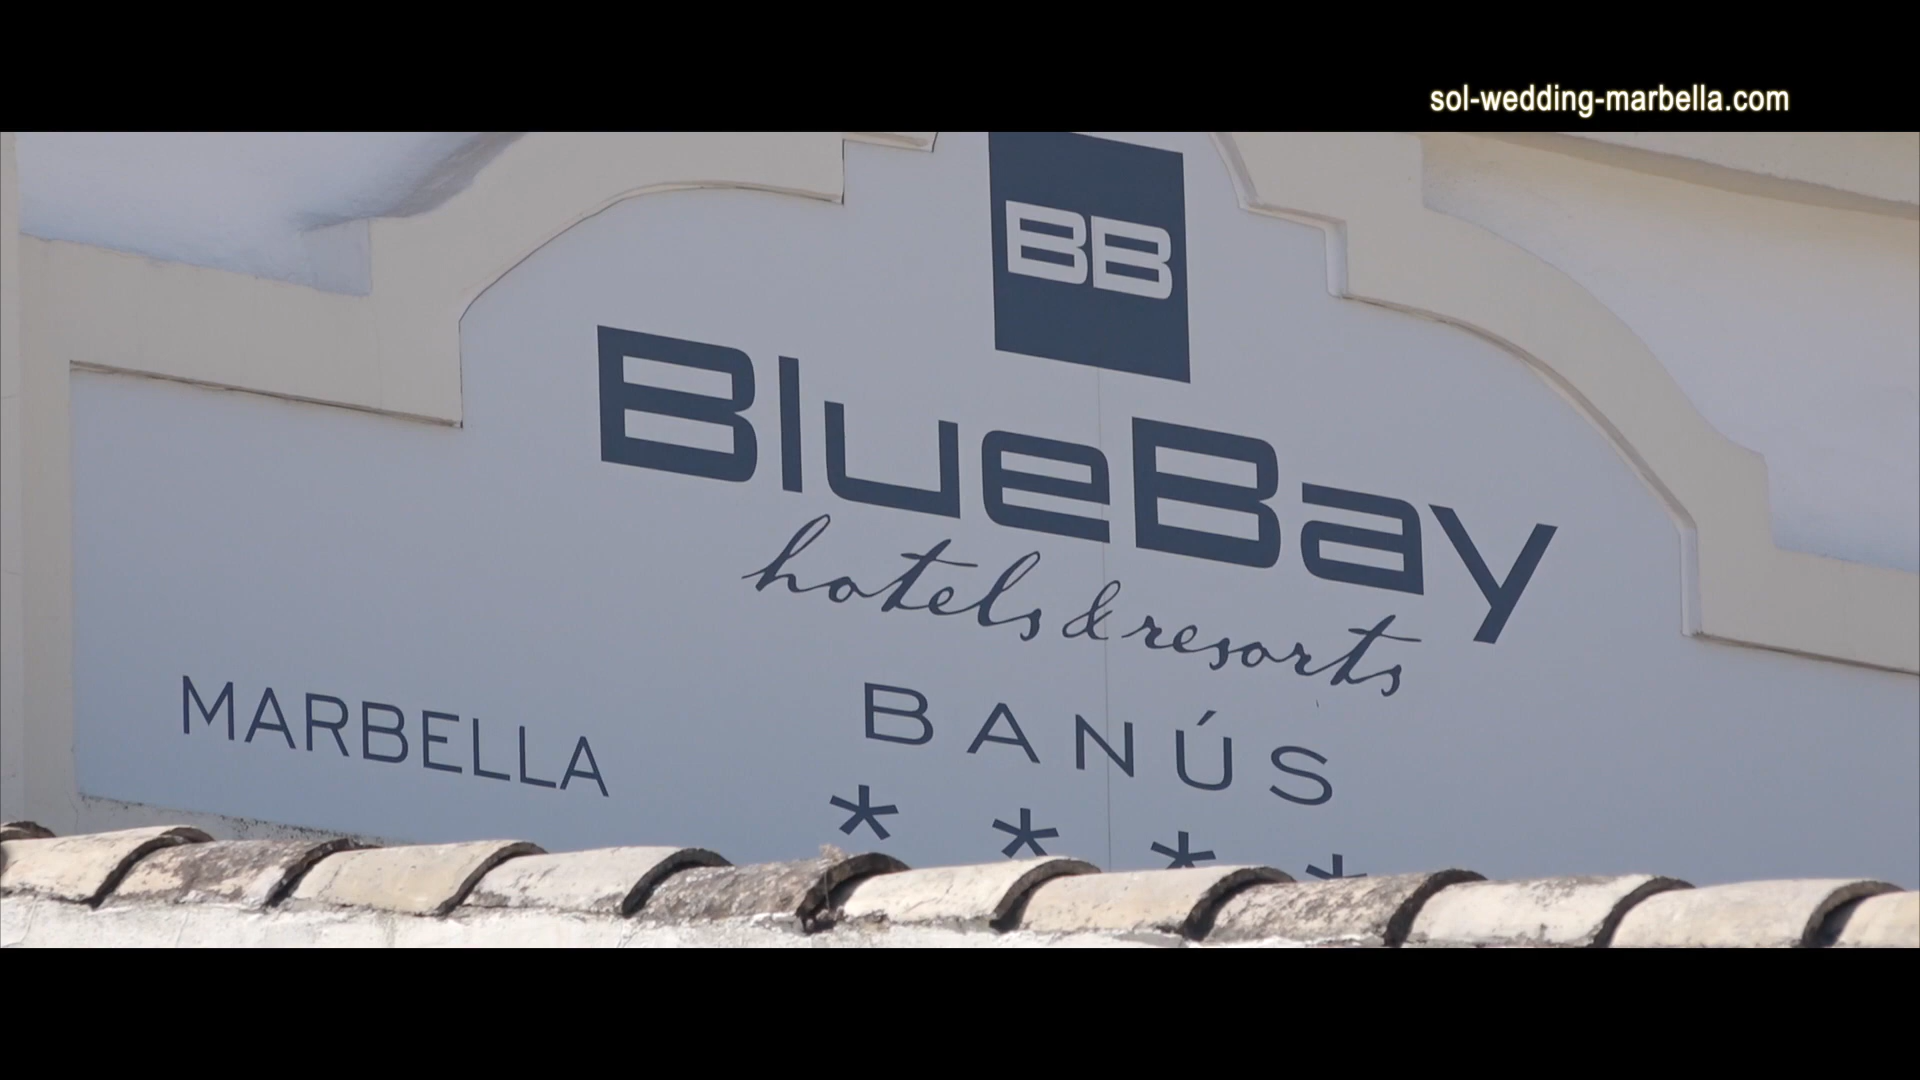 sol-wedding-marbella.com
BB
BlueBay
hotels & resorts
MARBELLA
BANÚS
* * * *